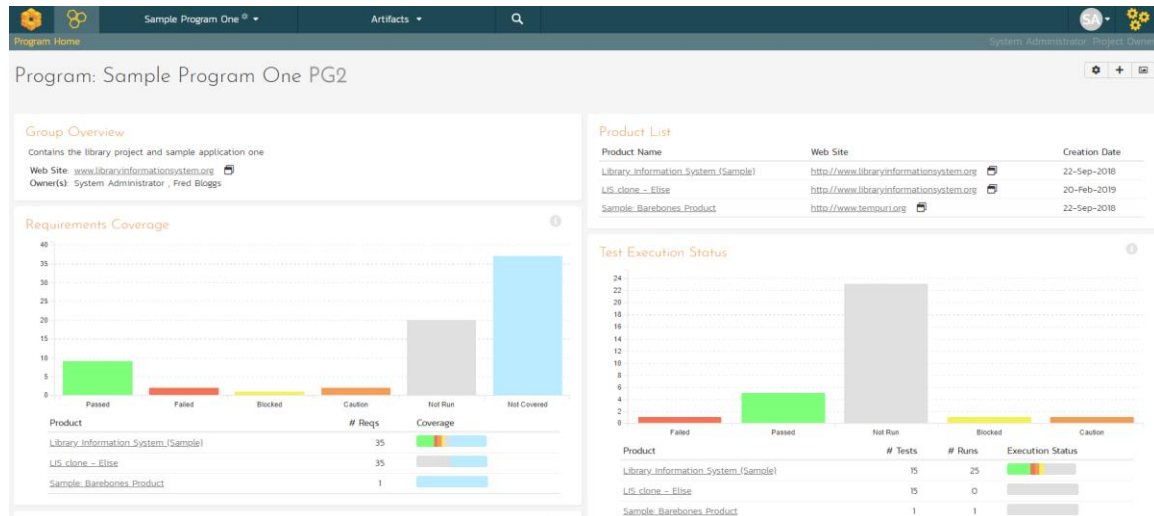 Sample Program One
Artifacts
SA
Program Home
System Administrator: Project Owner
Program: Sample Program One PG2
Group Overview
Contains the library project and sample application one
Web Site: www.libraryinformationsystem.org
Owner(s): System Administrator , Fred Bloggs
Requirements Coverage
40
35
30
25
20
15
10
5
0
Passed Failed Blocked Caution Not Run Not Covered
Product # Reqs Coverage
Library Information System (Sample) 35
LIS clone - Elise 35
Sample: Barebones Product 1
Product List
Product Name Web Site Creation Date
Library Information System (Sample) http://www.libraryinformationsystem.org 22-Sep-2018
LIS clone - Elise http://www.libraryinformationsystem.org 20-Feb-2019
Sample: Barebones Product http://www.tempuri.org 22-Sep-2018
Test Execution Status
24
22
20
18
16
14
12
10
8
6
4
2
0
Failed Passed Not Run Blocked Caution
Product # Tests # Runs Execution Status
Library Information System (Sample) 15 25
LIS clone - Elise 15 0
Sample: Barebones Product 1 1